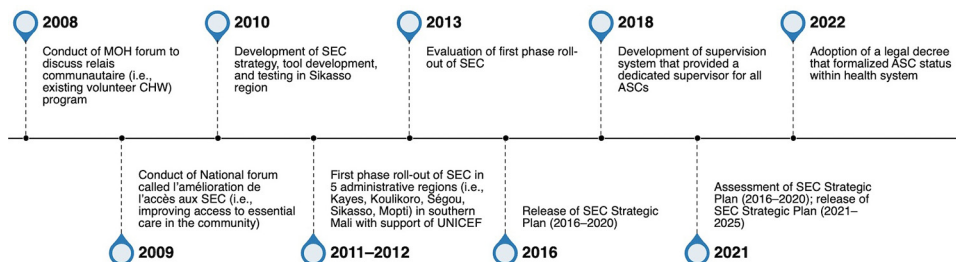 2008
Conduct of MOH forum to
discuss relais
communautaire (i.e.,
existing volunteer CHW)
program
2010
Development of SEC
strategy, tool development,
and testing in Sikasso
region
2013
Evaluation of first phase roll-
out of SEC
2018
Development of supervision
system that provided a
dedicated supervisor for all
ASCs
2022
Adoption of a legal decree
that formalized ASC status
within health system
Conduct of National forum
called l’amélioration de
l’accès aux SEC (i.e.,
improving access to essential
care in the community)
2009
First phase roll-out of SEC in
5 administrative regions (i.e.,
Kayes, Koulikoro, Ségou,
Sikasso, Mopti) in southern
Mali with support of UNICEF
2011–2012
Release of SEC Strategic
Plan (2016–2020)
2016
Assessment of SEC Strategic
Plan (2016–2020); release of
SEC Strategic Plan (2021–
2025)
2021